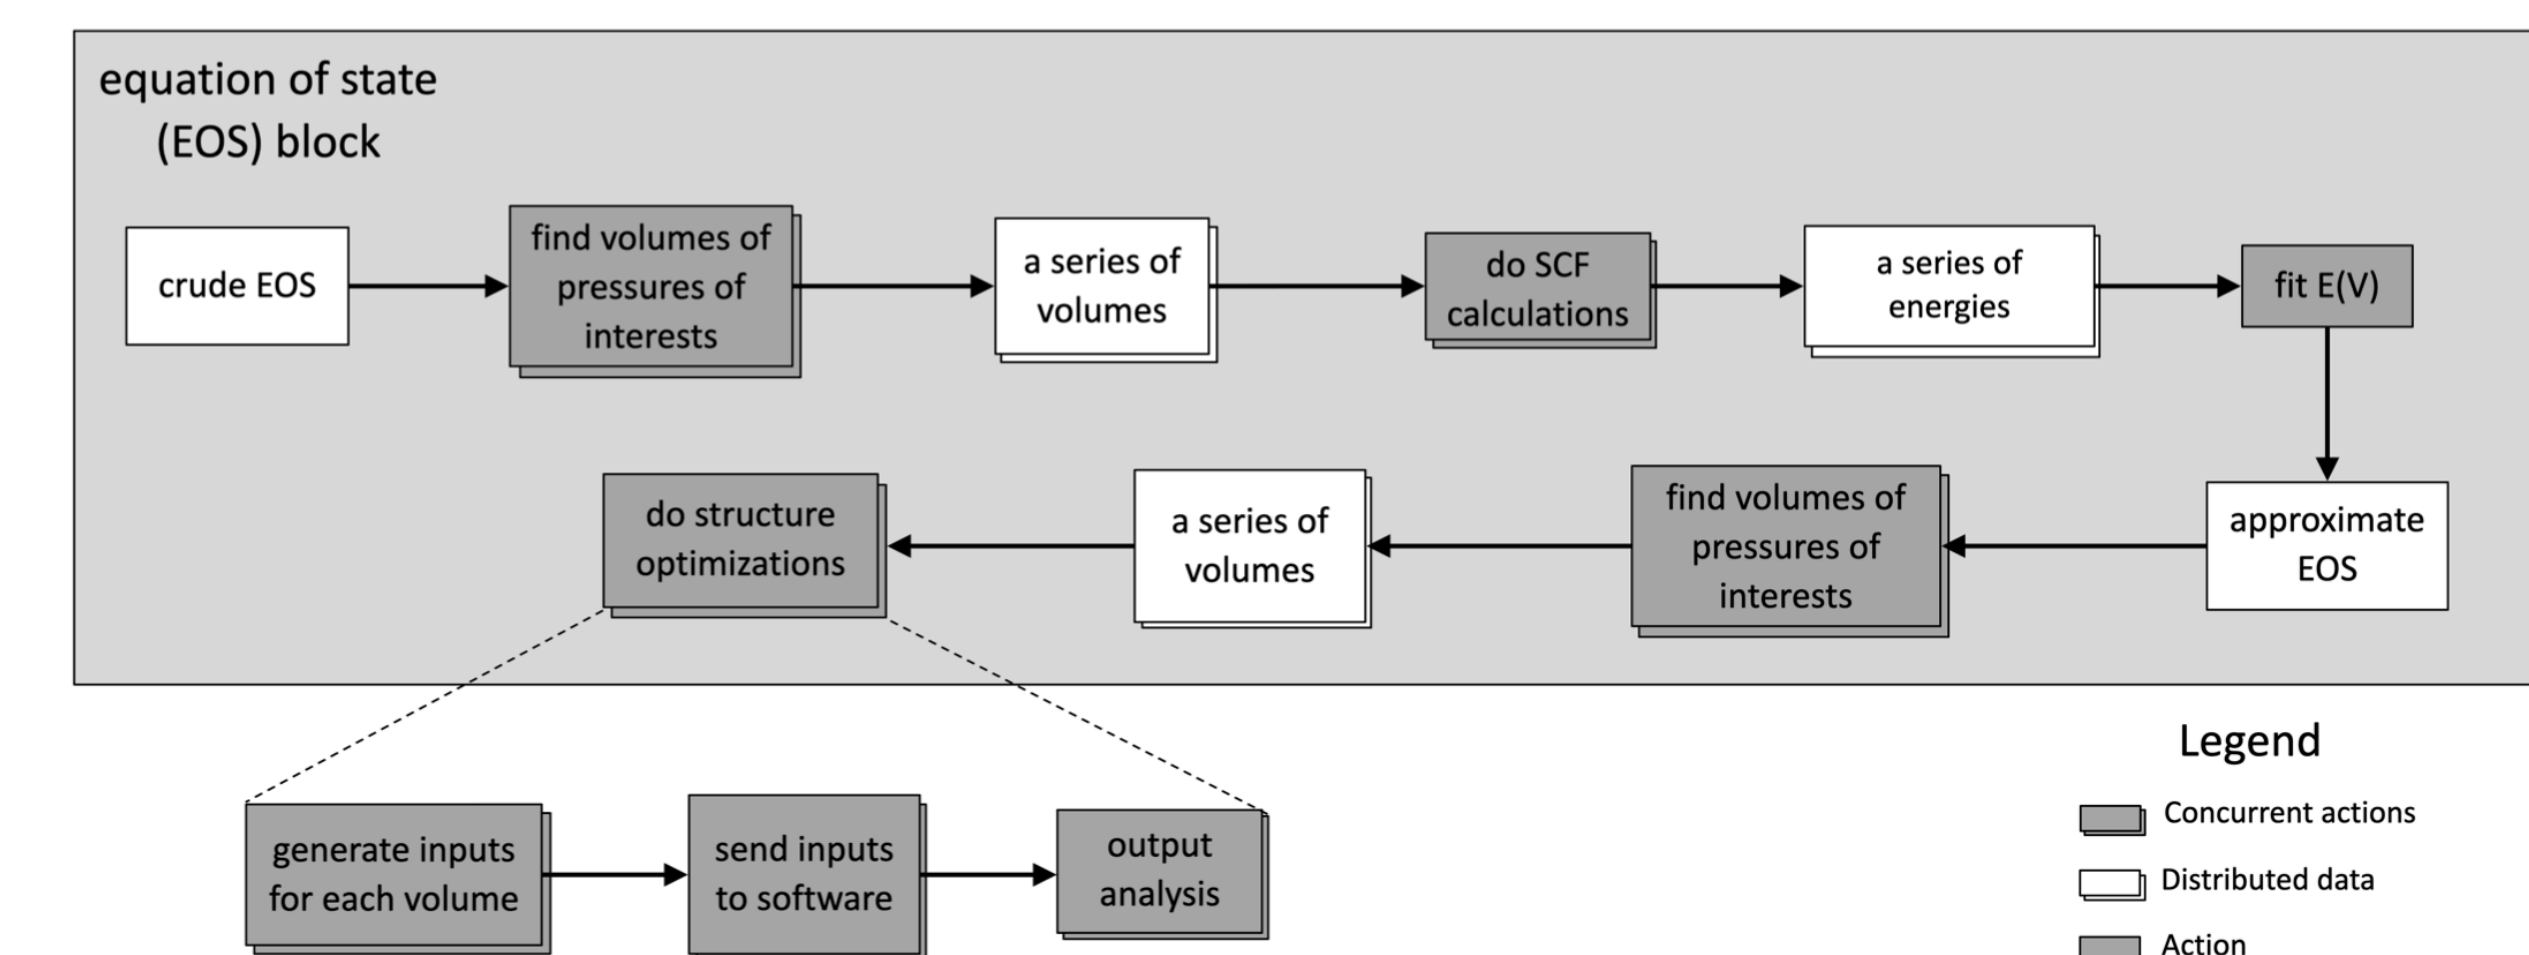 equation of state
(EOS) block
crude EOS
find volumes of
pressures of
interests
a series of
volumes
do SCF
calculations
a series of
energies
fit E(V)
do structure
optimizations
a series of
volumes
find volumes of
pressures of
interests
approximate
EOS
generate inputs
for each volume
send inputs
to software
output
analysis
Legend
Concurrent actions
Distributed data
Action